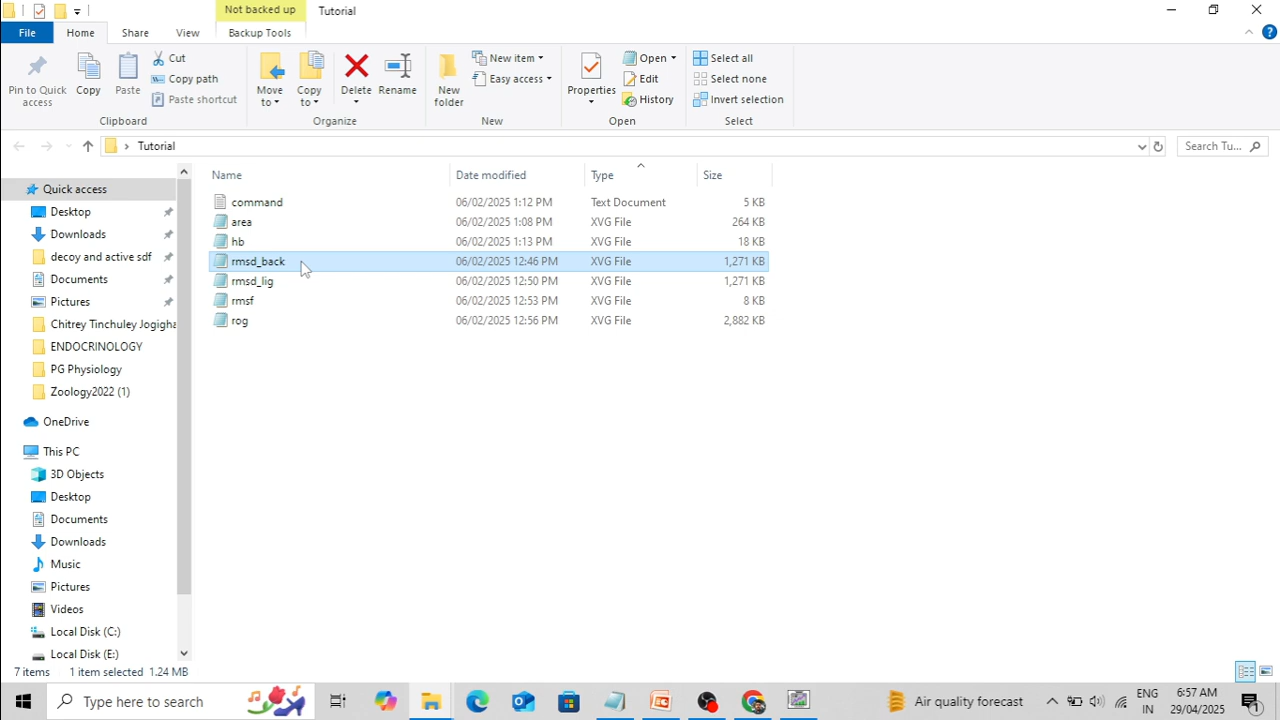 Not backed up Tutorial
File Home Share View Backup Tools
Pin to Quick access
Copy
Paste
Cut
Copy path
Paste shortcut
Clipboard
Move to
Copy to
Delete
Rename
Organize
New folder
New item
Easy access
New
Properties
Open
Edit
History
Open
Select all
Select none
Invert selection
Select
Tutorial
Search Tu...
Name Date modified Type Size
command 06/02/2025 1:12 PM Text Document 5 KB
area 06/02/2025 1:08 PM XVG File 264 KB
hb 06/02/2025 1:13 PM XVG File 18 KB
rmsd_back 06/02/2025 12:46 PM XVG File 1,271 KB
rmsd_lig 06/02/2025 12:50 PM XVG File 1,271 KB
rmsf 06/02/2025 12:53 PM XVG File 8 KB
rog 06/02/2025 12:56 PM XVG File 2,882 KB
Quick access
Desktop
Downloads
decoy and active sdf
Documents
Pictures
Chitrey Tinchuley Jogigha
ENDOCRINOLOGY
PG Physiology
Zoology2022 (1)
OneDrive
This PC
3D Objects
Desktop
Documents
Downloads
Music
Pictures
Videos
Local Disk (C:)
Local Disk (E:)
7 items 1 item selected 1.24 MB
Type here to search
Air quality forecast
ENG
IN
6:57 AM
29/04/2025
1